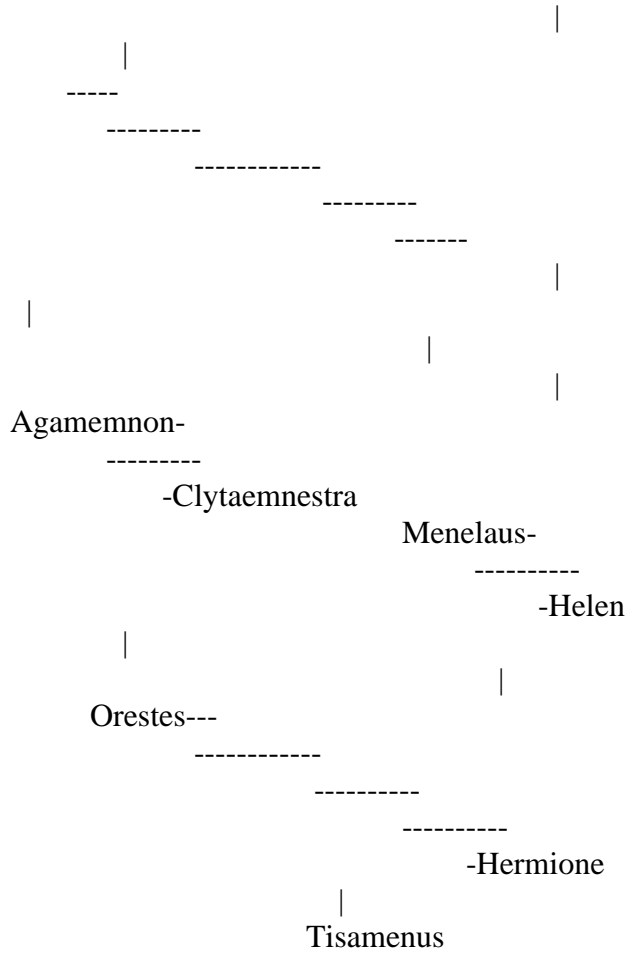 |
|
-----
---------
------------
---------
-------
|
|
|
|
Agamemnon-
---------
-Clytaemnestra
Menelaus-
----------
-Helen
|
|
Orestes---
------------
----------
----------
-Hermione
|
Tisamenus